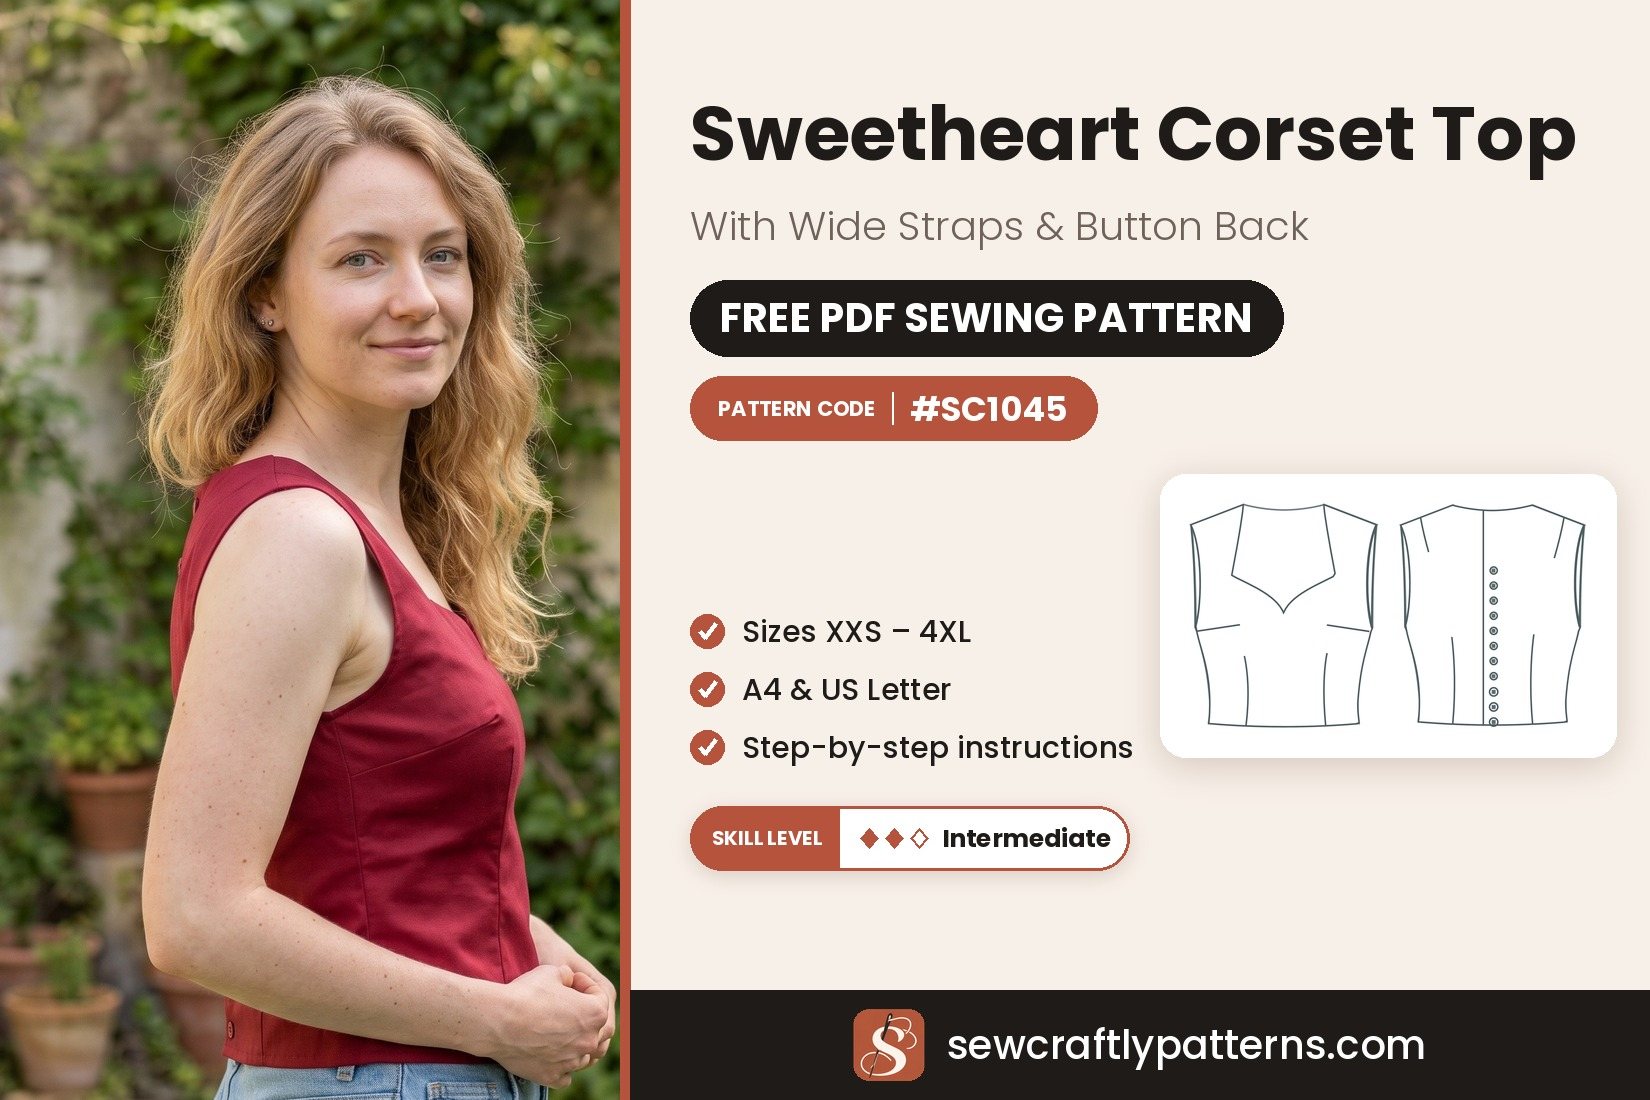 Sweetheart Corset Top
With Wide Straps & Button Back
FREE PDF SEWING PATTERN
PATTERN CODE | #SC1045
Sizes XXS – 4XL
A4 & US Letter
Step-by-step instructions
SKILL LEVEL Intermediate
S sewcraftlypatterns.com